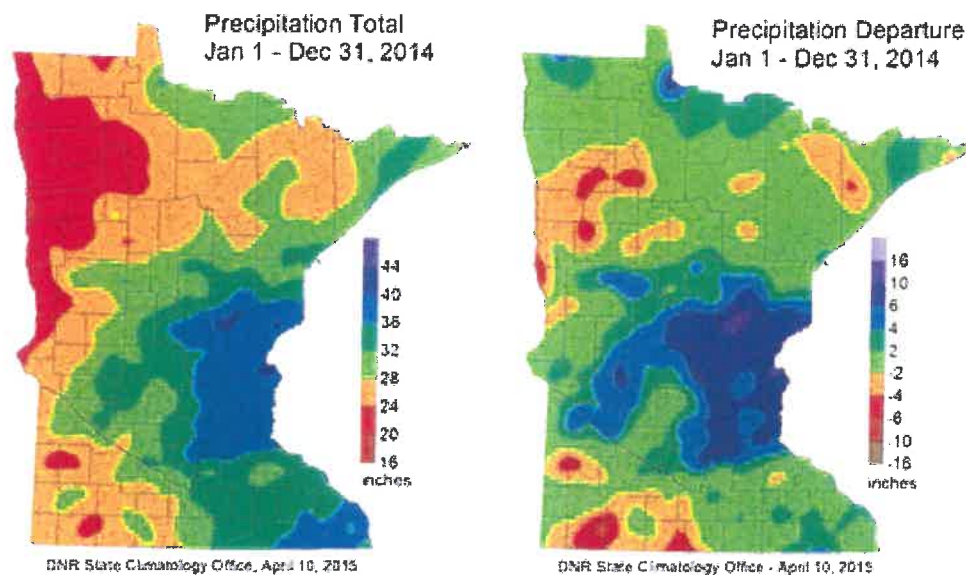 Precipitation Total
Jan 1 - Dec 31, 2014
44
40
36
32
28
24
20
16
inches
DNR State Climatology Office, April 10, 2015
Precipitation Departure
Jan 1 - Dec 31, 2014
16
10
6
4
2
-2
-4
-6
-10
-16
inches
DNR State Climatology Office - April 10, 2015